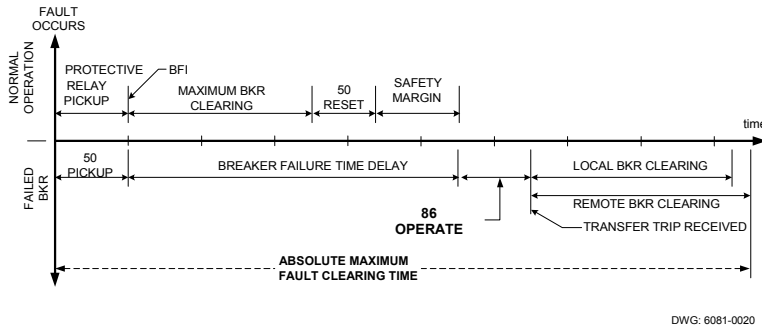 FAULT
OCCURS
NORMAL
OPERATION
PROTECTIVE
RELAY
PICKUP
BFI
MAXIMUM BKR
CLEARING
50
RESET
SAFETY
MARGIN
time
FAILED
BKR
50
PICKUP
BREAKER FAILURE TIME DELAY
86
OPERATE
LOCAL BKR CLEARING
REMOTE BKR CLEARING
TRANSFER TRIP RECEIVED
ABSOLUTE MAXIMUM
FAULT CLEARING TIME
DWG: 6081-0020